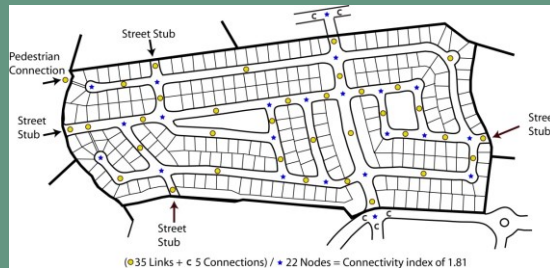 Street Stub
Pedestrian
Connection
Street
Stub
Street
Stub
Street
Stub
c c
c
c c
(35 Links + c 5 Connections) / 22 Nodes = Connectivity index of 1.81